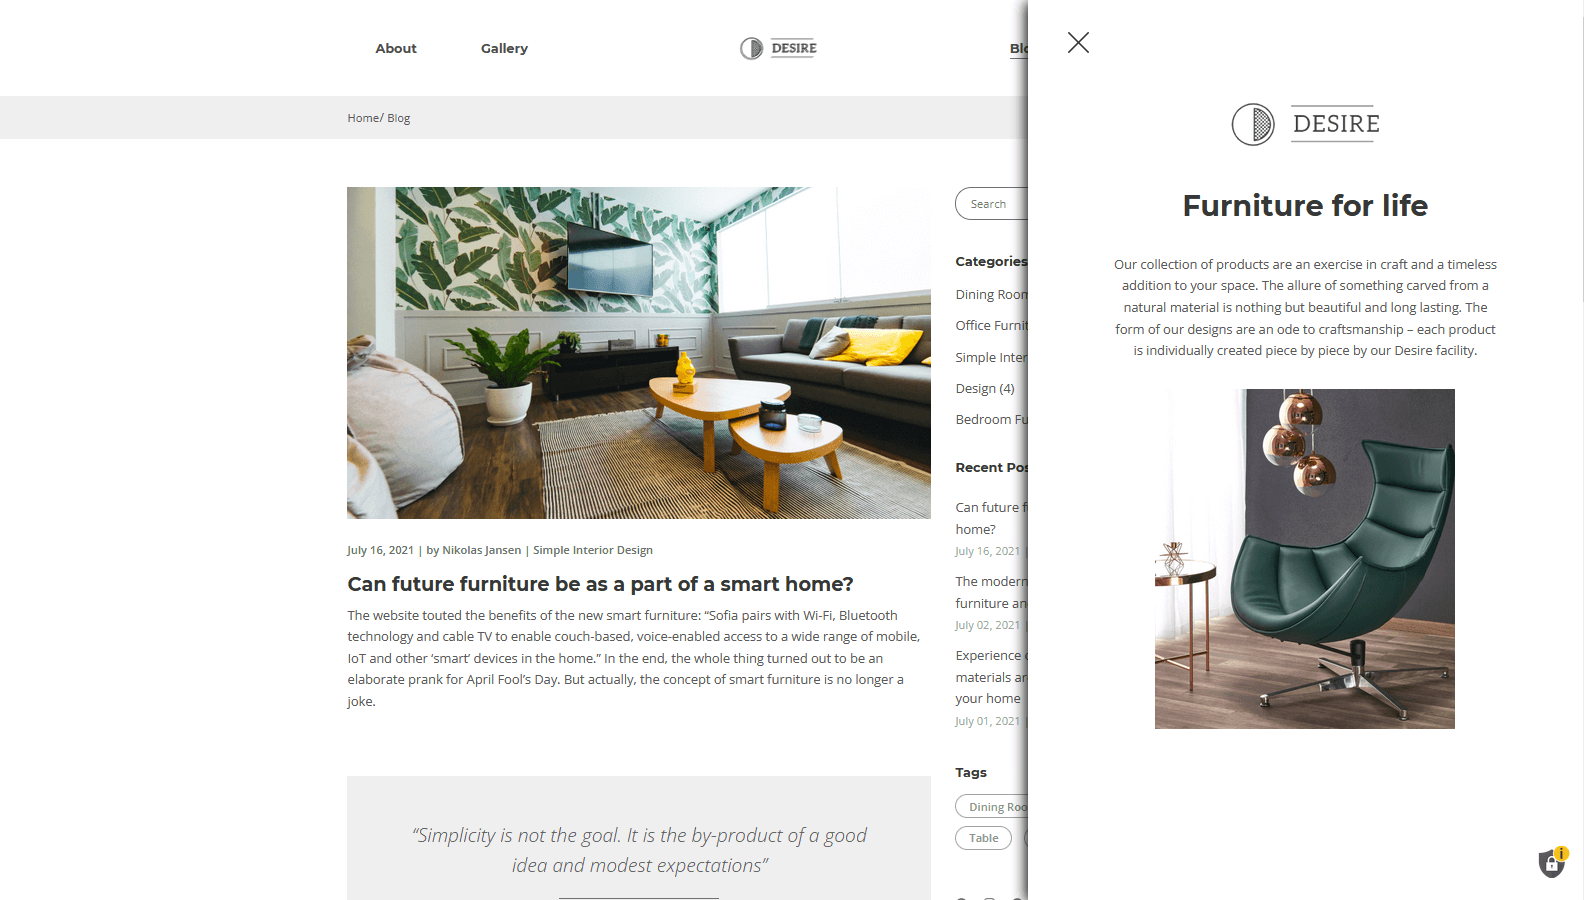 About
Gallery
DESIRE
Home/ Blog
July 16, 2021 | by Nikolas Jansen | Simple Interior Design
Can future furniture be as a part of a smart home?
The website touted the benefits of the new smart furniture: “Sofia pairs with Wi-Fi, Bluetooth
technology and cable TV to enable couch-based, voice-enabled access to a wide range of mobile,
IoT and other ‘smart’ devices in the home.” In the end, the whole thing turned out to be an
elaborate prank for April Fool’s Day. But actually, the concept of smart furniture is no longer a
joke.
“Simplicity is not the goal. It is the by-product of a good
idea and modest expectations”
Search
Categories
Dining
Office
Simple
Design (4)
Bedroom
Recent
Can future
home?
July 16, 2021 |
The modern
furniture
July 02, 2021 |
Experience
materials
your home
July 01, 2021 |
Tags
Dining
Table
DESIRE
Furniture for life
Our collection of products are an exercise in craft and a timeless
addition to your space. The allure of something carved from a
natural material is nothing but beautiful and long lasting. The
form of our designs are an ode to craftsmanship – each product
is individually created piece by piece by our Desire facility.